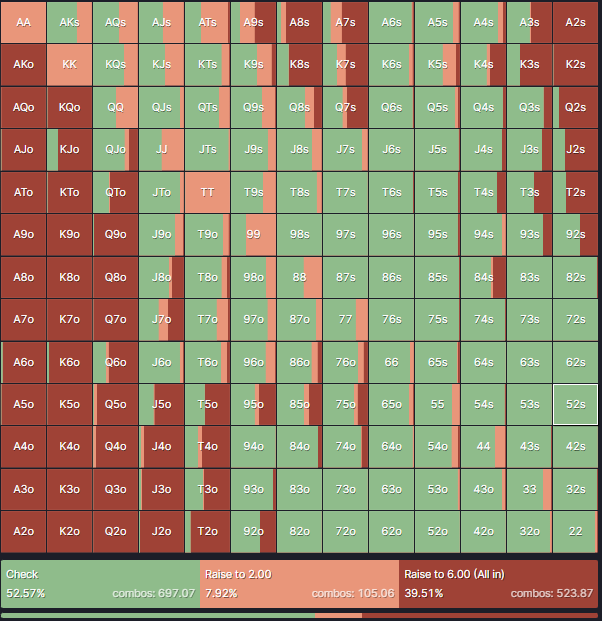 AA AKs AQs AJs ATs A9s A8s A7s A6s A5s A4s A3s A2s
AKo KK KQs KJs KTs K9s K8s K7s K6s K5s K4s K3s K2s
AQo KQo QQ QJs QTs Q9s Q8s Q7s Q6s Q5s Q4s Q3s Q2s
AJo KJo QJo JJ JTs J9s J8s J7s J6s J5s J4s J3s J2s
ATo KTo QTo JTo TT T9s T8s T7s T6s T5s T4s T3s T2s
A9o K9o Q9o J9o T9o 99 98s 97s 96s 95s 94s 93s 92s
A8o K8o Q8o J8o T8o 98o 88 87s 86s 85s 84s 83s 82s
A7o K7o Q7o J7o T7o 97o 87o 77 76s 75s 74s 73s 72s
A6o K6o Q6o J6o T6o 96o 86o 76o 66 65s 64s 63s 62s
A5o K5o Q5o J5o T5o 95o 85o 75o 65o 55 54s 53s 52s
A4o K4o Q4o J4o T4o 94o 84o 74o 64o 54o 44 43s 42s
A3o K3o Q3o J3o T3o 93o 83o 73o 63o 53o 43o 33 32s
A2o K2o Q2o J2o T2o 92o 82o 72o 62o 52o 42o 32o 22
Check Raise to 2.00 Raise to 6.00 (All in)
52.57% combos: 697.07 7.92% combos: 105.06 39.51% combos: 523.87